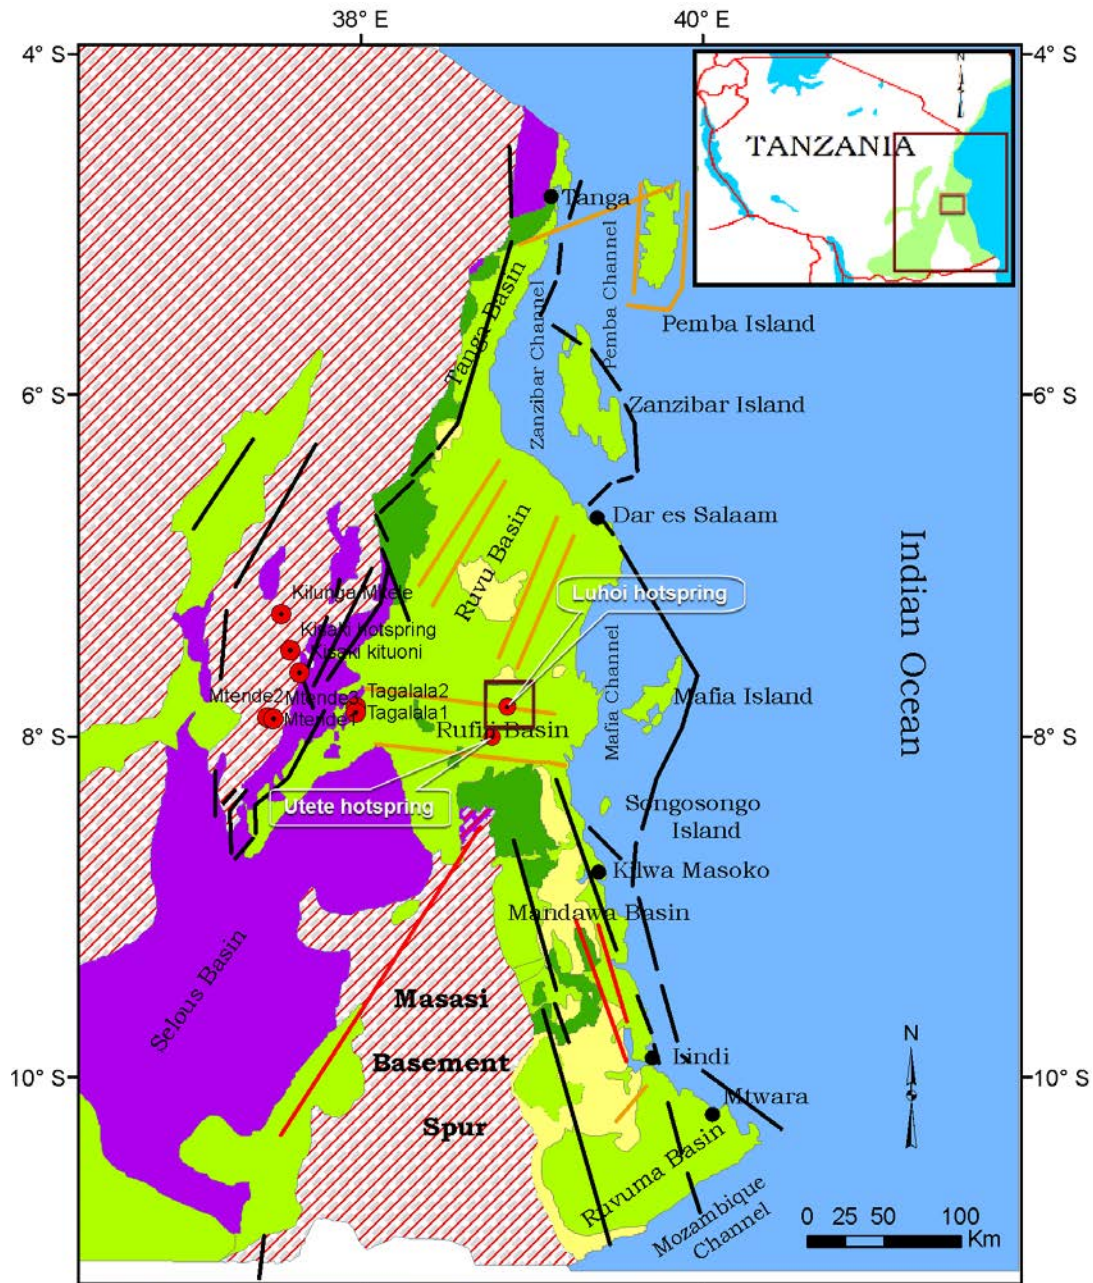 38° E
40° E
4° S
4° S
N
TANZANIA
Tanga
Pemba Channel
Tanga Basin
Zanzibar Channel
Pemba Island
6° S
6° S
Zanzibar Island
Dar es Salaam
Ruvu Basin
Indian Ocean
Luhoi hotspring
Kilunga Mkele
Kisaki hotspring
Kisaki kituoni
Mafia Channel
Mtende2
Mtende3
Tagalala2
Mafia Island
Mtende1
Tagalala1
Rufiji Basin
8° S
8° S
Utete hotspring
Songosongo
Island
Kilwa Masoko
Mandawa Basin
Selous Basin
Masasi
Basement
Spur
N
Lindi
10° S
10° S
Mtwara
Ruvuma Basin
Mozambique
Channel
0 25 50 100
Km